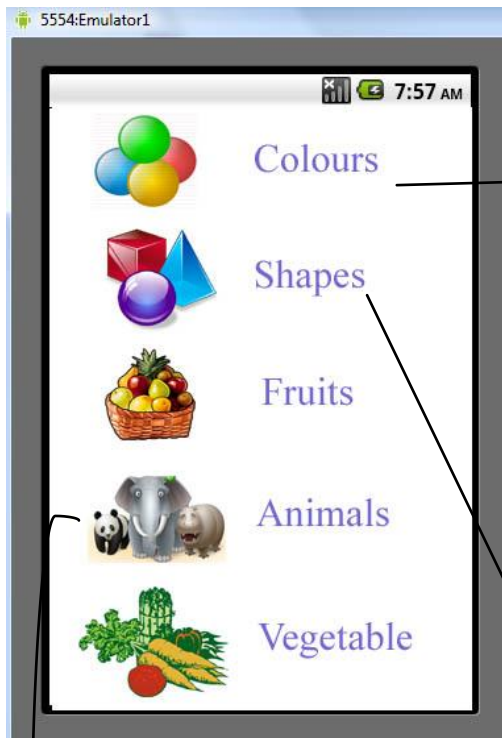 5554:Emulator1
7:57 AM
Colours
Shapes
Fruits
Animals
Vegetable